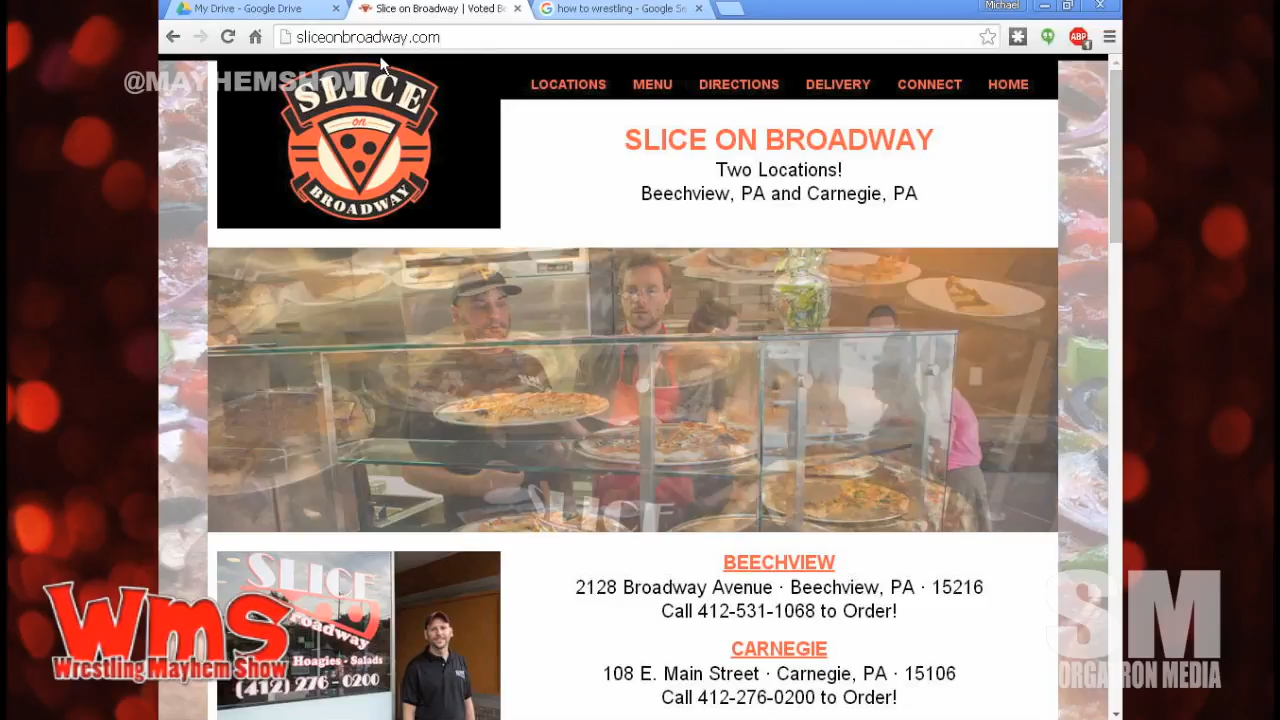 My Drive - Google Drive
Slice on Broadway | Voted B
how to wrestling - Google
Michael
sliceonbroadway.com
ABP
@MAYHEMSHOW
SLICE
on
BROADWAY
LOCATIONS MENU DIRECTIONS DELIVERY CONNECT HOME
SLICE ON BROADWAY
Two Locations!
Beechview, PA and Carnegie, PA
SLICE
BEECHVIEW
2128 Broadway Avenue · Beechview, PA · 15216
Call 412-531-1068 to Order!
CARNEGIE
108 E. Main Street · Carnegie, PA · 15106
Call 412-276-0200 to Order!
SLICE
roadway
Hoagies - Salads
(412) 276-0200
WMS
Wrestling Mayhem Show
SM
ORGATRON MEDIA